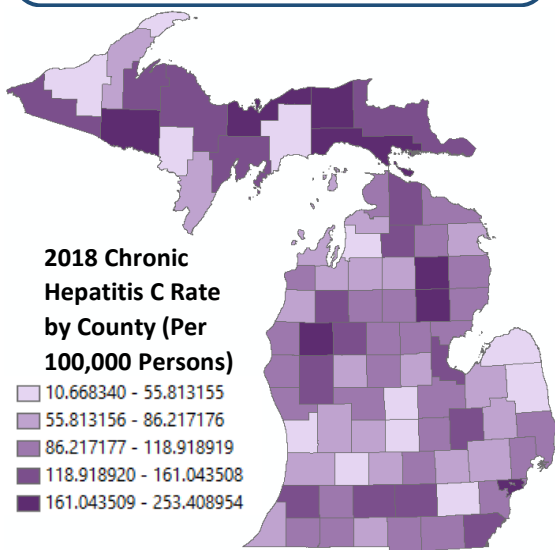 2018 Chronic
Hepatitis C Rate
by County (Per
100,000 Persons)
10.668340 - 55.813155
55.813156 - 86.217176
86.217177 - 118.918919
118.918920 - 161.043508
161.043509 - 253.408954